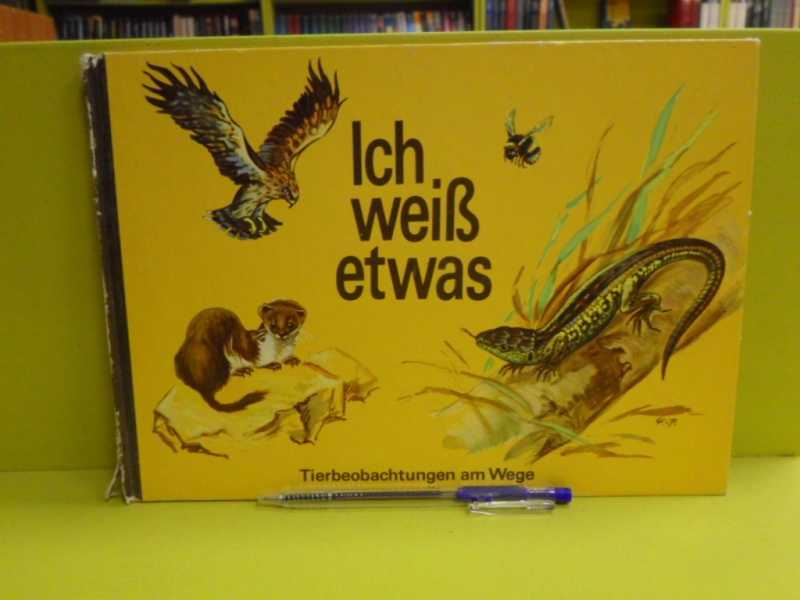 Ich
weiß
etwas
Tierbeobachtungen am Wege